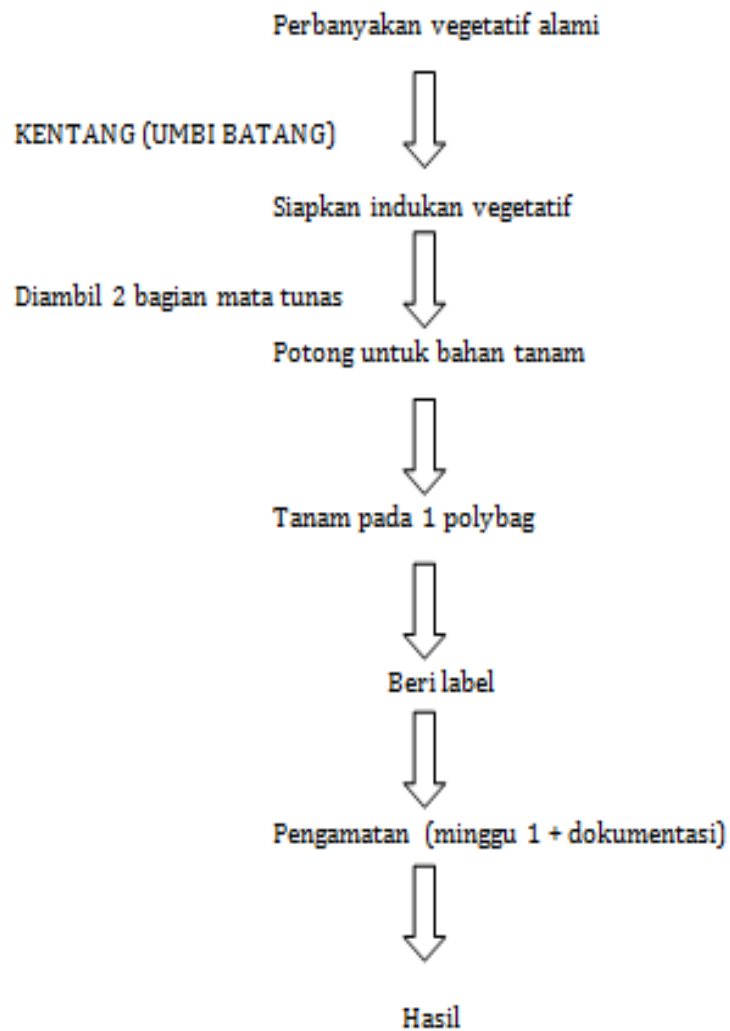 Perbanyakan vegetatif alami
KENTANG (UMBI BATANG)
Siapkan indukan vegetatif
Diambil 2 bagian mata tunas
Potong untuk bahan tanam
Tanam pada 1 polybag
Beri label
Pengamatan (minggu 1 + dokumentasi)
Hasil